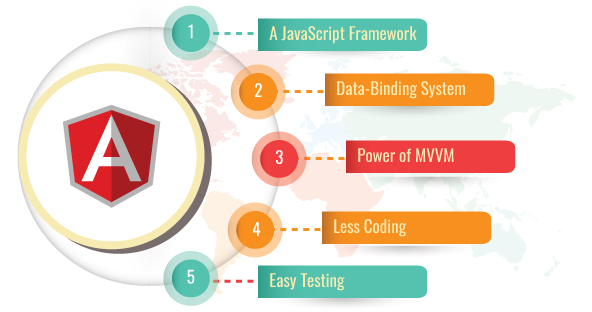 1
A JavaScript Framework
2
Data-Binding System
3
Power of MVVM
4
Less Coding
5
Easy Testing
A